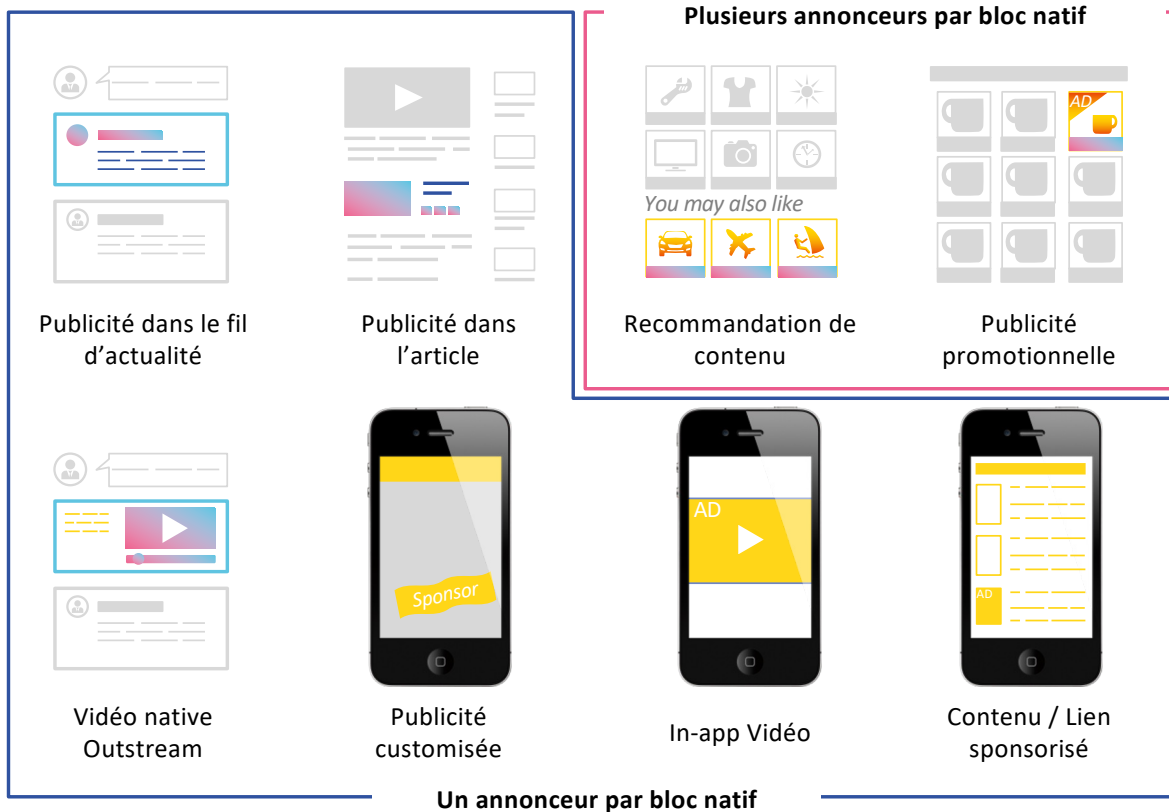 Plusieurs annonceurs par bloc natif
AD
You may also like
Publicité dans le fil
d’actualité
Publicité dans
l’article
Recommandation de
contenu
Publicité
promotionnelle
Sponsor
AD
AD
Vidéo native
Outstream
Publicité
customisée
In-app Vidéo
Contenu / Lien
sponsorisé
Un annonceur par bloc natif